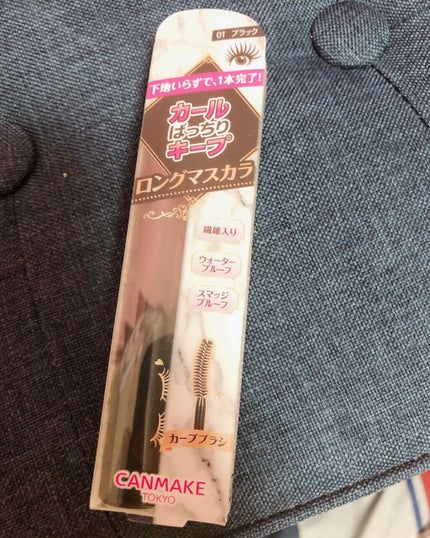 01 ブラック
下地いらずで、1本完了!
カール
ばっちり
キープ
ロングマスカラ
繊維入り
ウォーター
プルーフ
スマッジ
プルーフ
カーブブラシ
CANMAKE
TOKYO